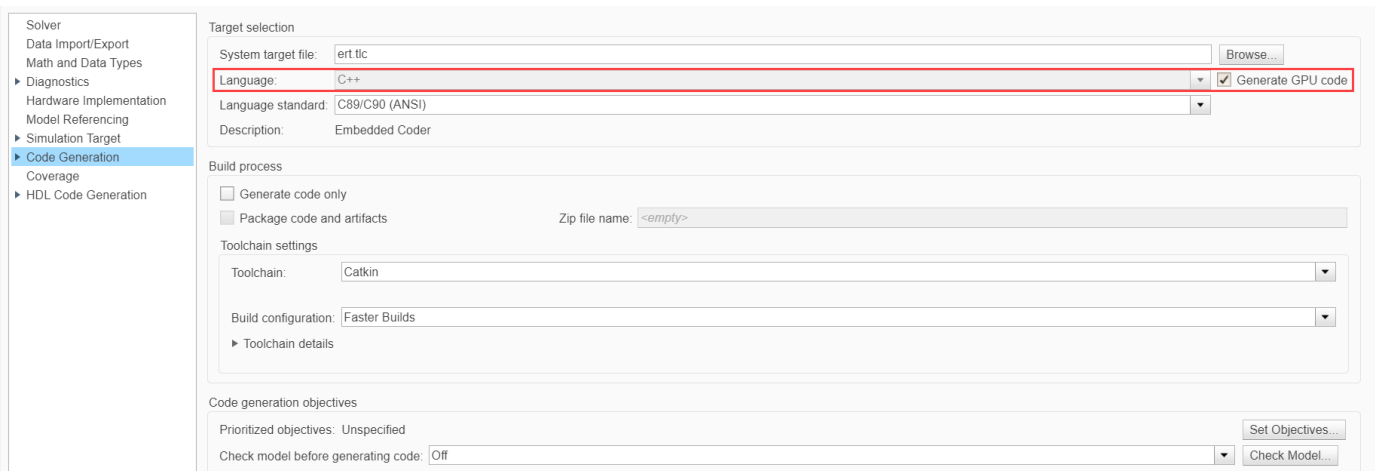 Solver
Data Import/Export
Math and Data Types
Diagnostics
Hardware Implementation
Model Referencing
Simulation Target
Code Generation
Coverage
HDL Code Generation
Target selection
System target file: ert.tlc Browse...
Language: C++ Generate GPU code
Language standard: C89/C90 (ANSI)
Description: Embedded Coder
Build process
Generate code only
Package code and artifacts Zip file name: <empty>
Toolchain settings
Toolchain: Catkin
Build configuration: Faster Builds
Toolchain details
Code generation objectives
Prioritized objectives: Unspecified Set Objectives...
Check model before generating code: Off Check Model...